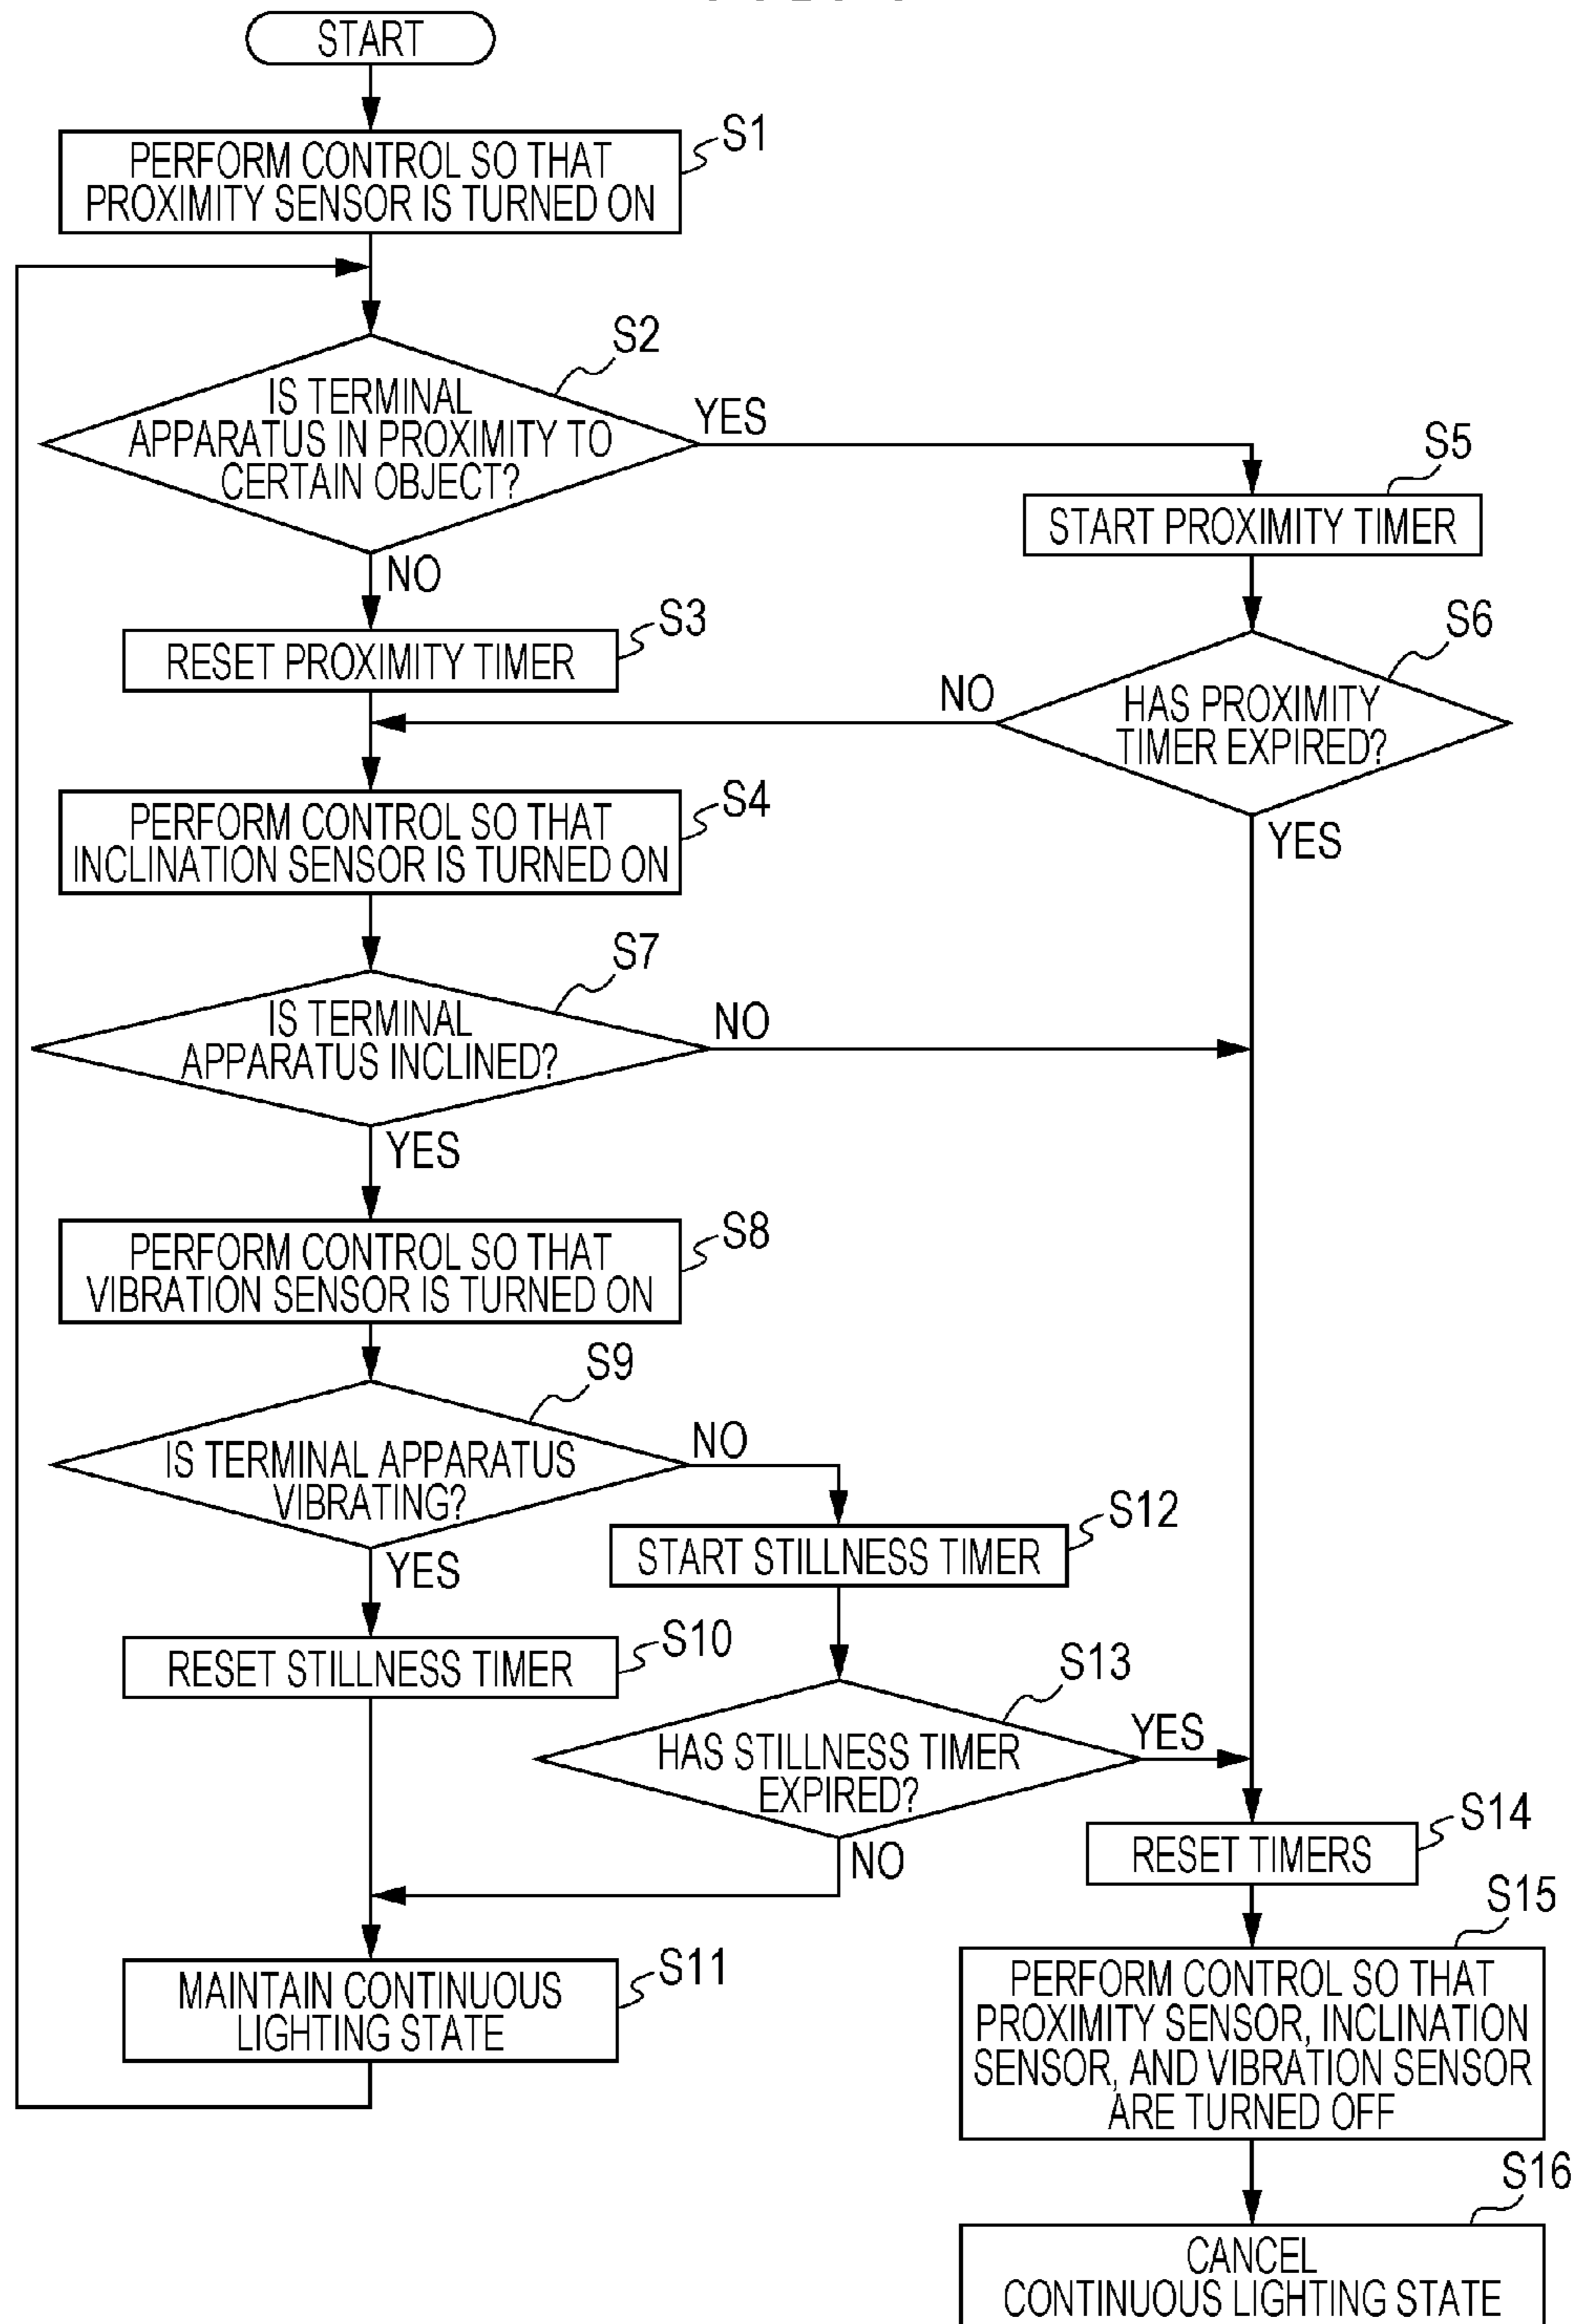 START
S1
PERFORM CONTROL SO THAT
PROXIMITY SENSOR IS TURNED ON
S2
IS TERMINAL
APPARATUS IN PROXIMITY TO
CERTAIN OBJECT?
YES
NO
S5
START PROXIMITY TIMER
S3
RESET PROXIMITY TIMER
S6
HAS PROXIMITY
TIMER EXPIRED?
NO
YES
S4
PERFORM CONTROL SO THAT
INCLINATION SENSOR IS TURNED ON
S7
IS TERMINAL
APPARATUS INCLINED?
NO
YES
S8
PERFORM CONTROL SO THAT
VIBRATION SENSOR IS TURNED ON
S9
IS TERMINAL APPARATUS
VIBRATING?
NO
YES
S12
START STILLNESS TIMER
S10
RESET STILLNESS TIMER
S13
HAS STILLNESS TIMER
EXPIRED?
YES
NO
S14
RESET TIMERS
S11
MAINTAIN CONTINUOUS
LIGHTING STATE
S15
PERFORM CONTROL SO THAT
PROXIMITY SENSOR, INCLINATION
SENSOR, AND VIBRATION SENSOR
ARE TURNED OFF
S16
CANCEL
CONTINUOUS LIGHTING STATE